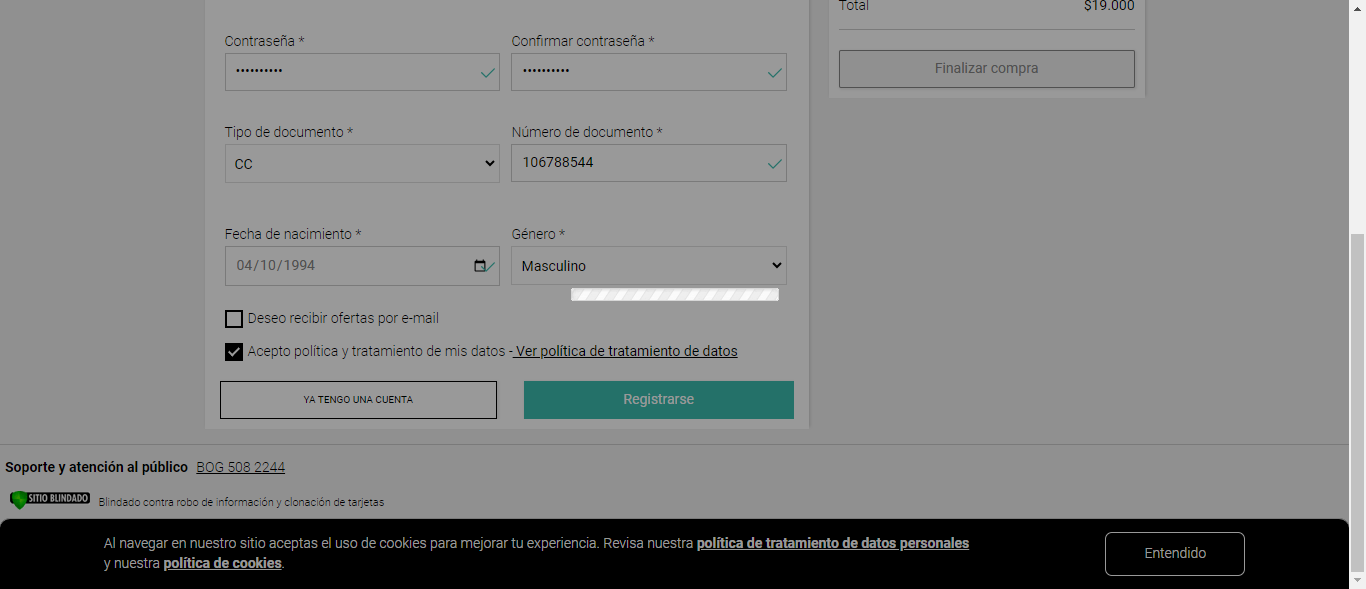 Total $19.000
Contraseña * Confirmar contraseña *
•••••••••• ••••••••••
Finalizar compra
Tipo de documento * Número de documento *
CC 106788544
Fecha de nacimiento * Género *
04/10/1994 Masculino
Deseo recibir ofertas por e-mail
Acepto política y tratamiento de mis datos - Ver política de tratamiento de datos
YA TENGO UNA CUENTA Registrarse
Soporte y atención al público BOG 508 2244
SITIO BLINDADO Blindado contra robo de información y clonación de tarjetas
Al navegar en nuestro sitio aceptas el uso de cookies para mejorar tu experiencia. Revisa nuestra política de tratamiento de datos personales
y nuestra política de cookies.
Entendido